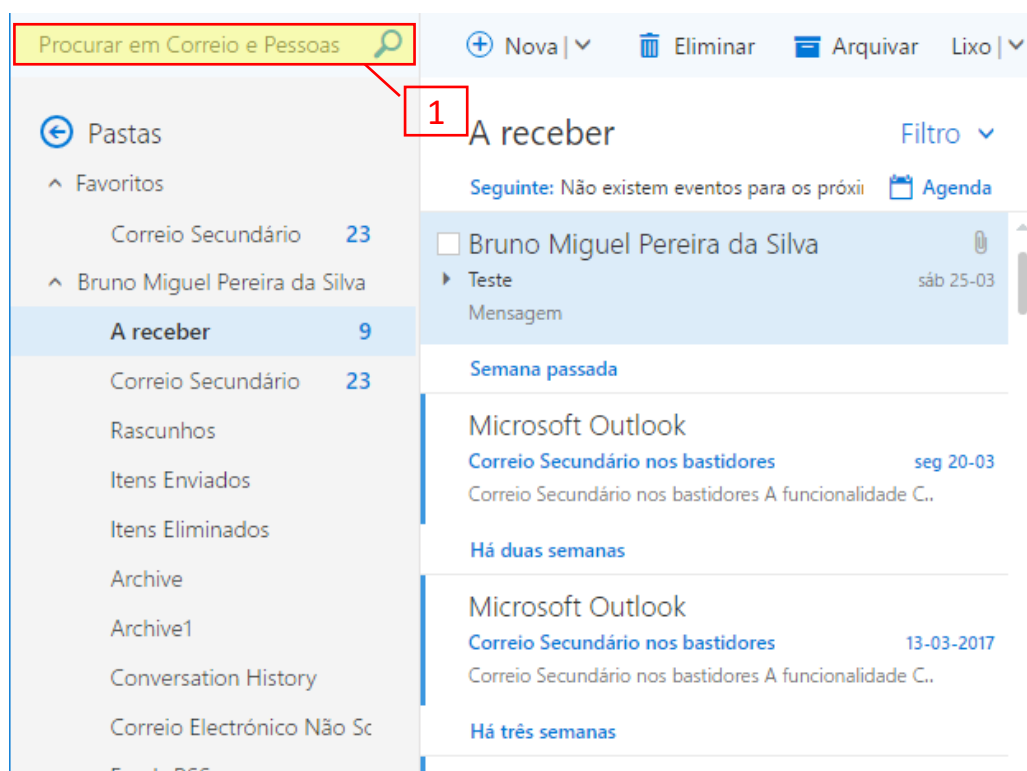 Procurar em Correio e Pessoas
Nova | Eliminar Arquivar Lixo |
1
Pastas
Favoritos
Correio Secundário 23
Bruno Miguel Pereira da Silva
A receber 9
Correio Secundário 23
Rascunhos
Itens Enviados
Itens Eliminados
Archive
Archive1
Conversation History
Correio Electrónico Não
A receber Filtro
Seguinte: Não existem eventos para os Agenda
Bruno Miguel Pereira da Silva
Teste sáb 25-03
Mensagem
Semana passada
Microsoft Outlook
Correio Secundário nos bastidores seg 20-03
Correio Secundário nos bastidores A funcionalidade C..
Há duas semanas
Microsoft Outlook
Correio Secundário nos bastidores 13-03-2017
Correio Secundário nos bastidores A funcionalidade C..
Há três semanas